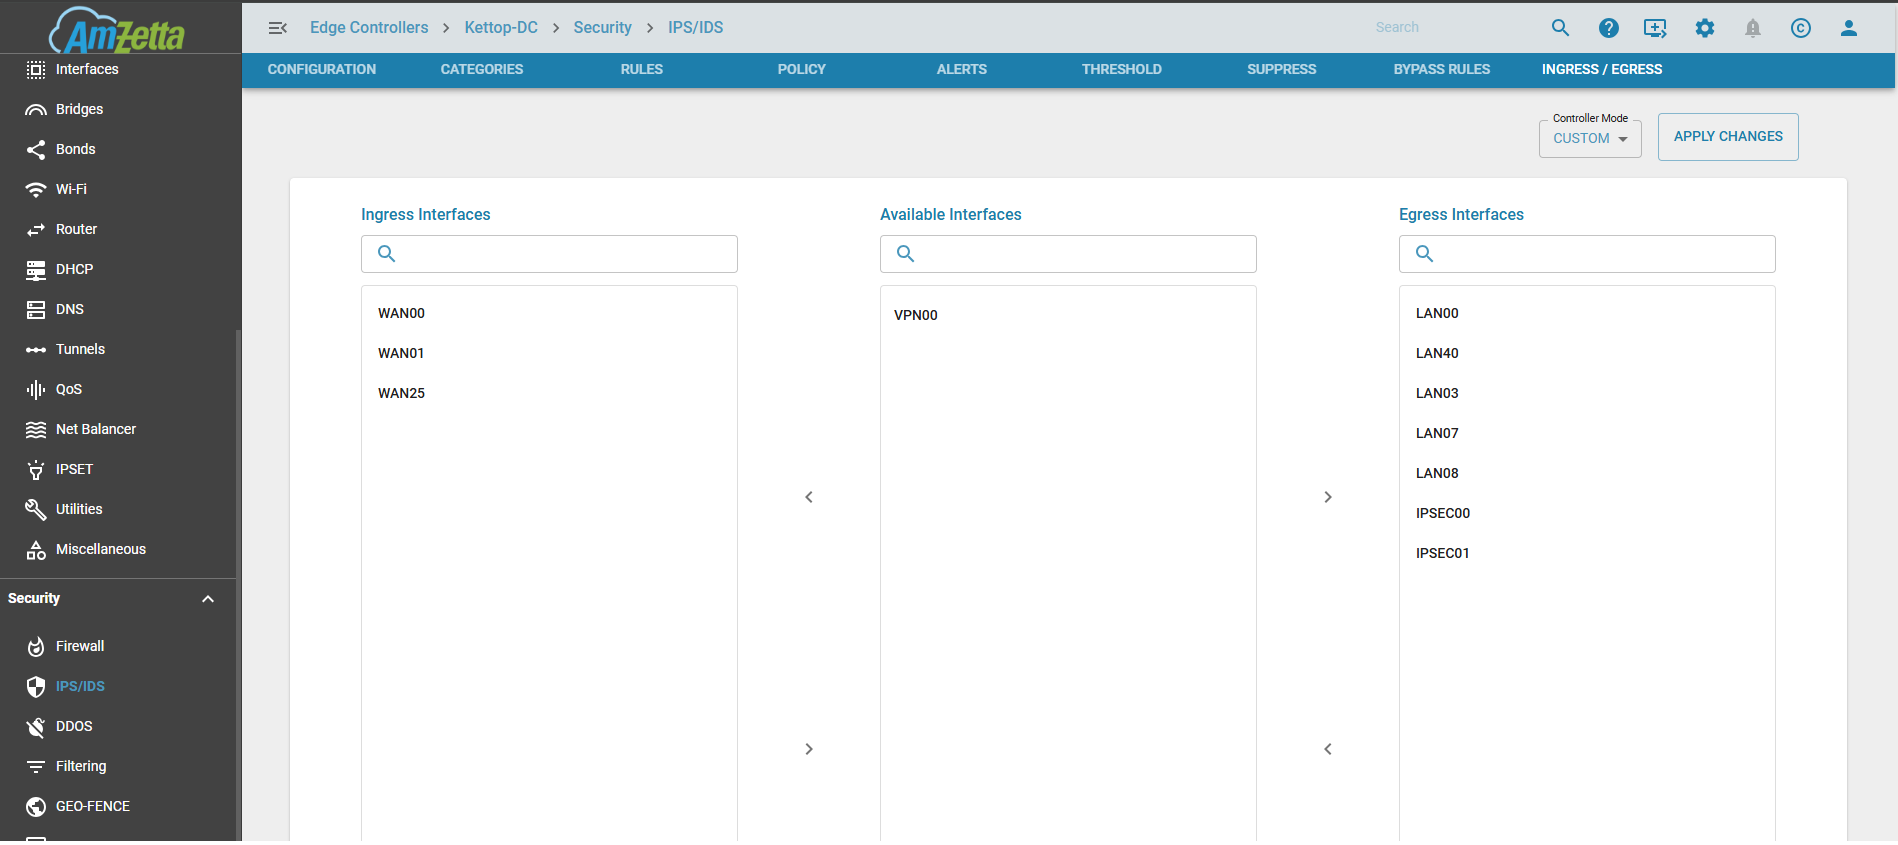 AmZetta
Interfaces
Bridges
Bonds
Wi-Fi
Router
DHCP
DNS
Tunnels
QoS
Net Balancer
IPSET
Utilities
Miscellaneous
Security
Firewall
IPS/IDS
DDOS
Filtering
GEO-FENCE
Edge Controllers > Kettop-DC > Security > IPS/IDS
Search
CONFIGURATION CATEGORIES RULES POLICY ALERTS THRESHOLD SUPPRESS BYPASS RULES INGRESS / EGRESS
Controller Mode
CUSTOM
APPLY CHANGES
Ingress Interfaces
WAN00
WAN01
WAN25
Available Interfaces
VPN00
Egress Interfaces
LAN00
LAN40
LAN03
LAN07
LAN08
IPSEC00
IPSEC01